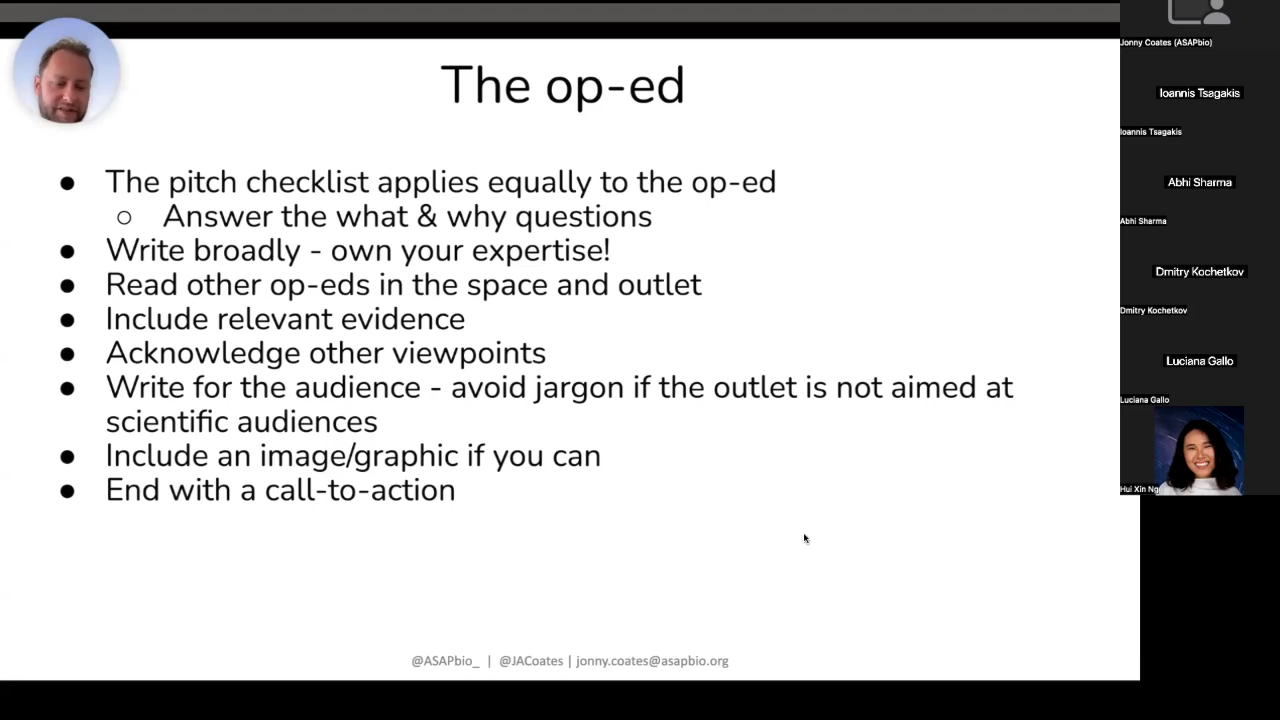 The op-ed
● The pitch checklist applies equally to the op-ed
○ Answer the what & why questions
● Write broadly - own your expertise!
● Read other op-eds in the space and outlet
● Include relevant evidence
● Acknowledge other viewpoints
● Write for the audience - avoid jargon if the outlet is not aimed at
scientific audiences
● Include an image/graphic if you can
● End with a call-to-action
@ASAPbio_ | @JACoates | jonny.coates@asapbio.org
Jonny Coates (ASAPbio)
Ioannis Tsagakis
Ioannis Tsagakis
Abhi Sharma
Abhi Sharma
Dmitry Kochetkov
Dmitry Kochetkov
Luciana Gallo
Luciana Gallo
Hui Xin Ng